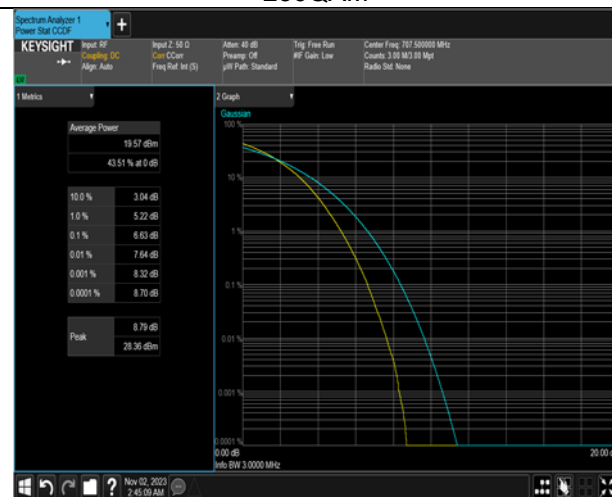 Spectrum Analyzer 1
Power Stat CCDF
+
KEYSIGHT
Input: RF
Coupling: DC
Align: Auto
Input Z: 50 Ω
Corr CCorr
Freq Ref: Int (S)
Atten: 40 dB
Preamp: Off
µW Path: Standard
Trig: Free Run
#IF Gain: Low
Center Freq: 707.500000 MHz
Counts: 3.00 M/3.00 Mpt
Radio Std: None
1 Metrics
Average Power
19.57 dBm
43.51 % at 0 dB
10.0 % 3.04 dB
1.0 % 5.22 dB
0.1 % 6.63 dB
0.01 % 7.64 dB
0.001 % 8.32 dB
0.0001 % 8.70 dB
Peak
8.79 dB
28.36 dBm
2 Graph
Gaussian
100 %
10 %
1 %
0.1 %
0.01 %
0.001 %
0.0001 %
0.00 dB
20.00
Info BW 3.0000 MHz
Nov 02, 2023
2:45:09 AM